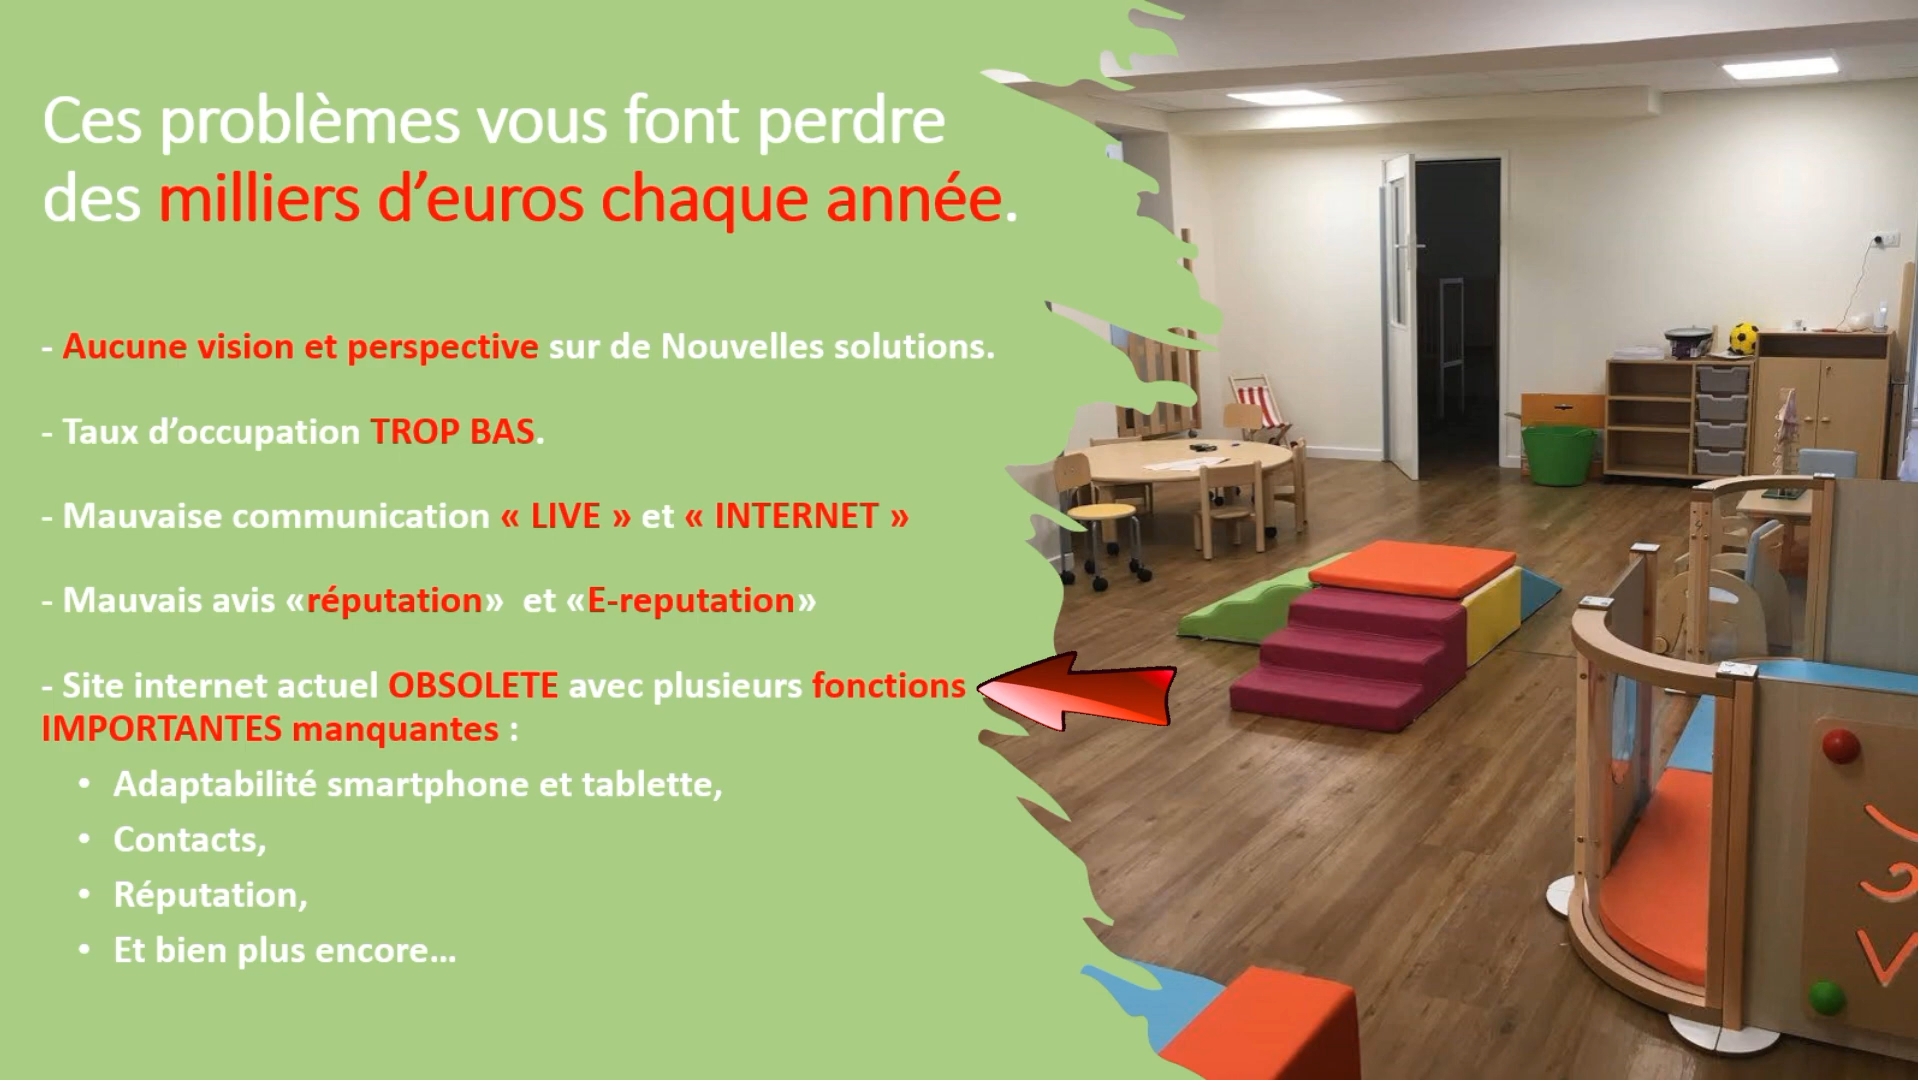 Ces problèmes vous font perdre
des milliers d’euros chaque année.
- Aucune vision et perspective sur de Nouvelles solutions.
- Taux d’occupation TROP BAS.
- Mauvaise communication « LIVE » et « INTERNET »
- Mauvais avis «réputation»  et «E-reputation»
- Site internet actuel OBSOLETE avec plusieurs fonctions
IMPORTANTES manquantes :
• Adaptabilité smartphone et tablette,
• Contacts,
• Réputation,
• Et bien plus encore…